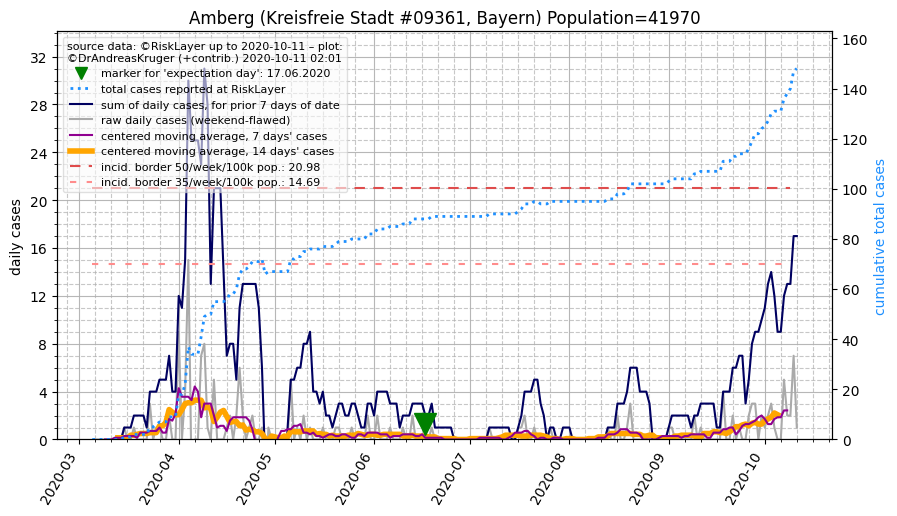 Amberg (Kreisfreie Stadt #09361, Bayern) Population=41970
source data: ©RiskLayer up to 2020-10-11 – plot:
©DrAndreasKruger (+contrib.) 2020-10-11 02:01
marker for 'expectation day': 17.06.2020
total cases reported at RiskLayer
sum of daily cases, for prior 7 days of date
raw daily cases (weekend-flawed)
centered moving average, 7 days' cases
centered moving average, 14 days' cases
incid. border 50/week/100k pop.: 20.98
incid. border 35/week/100k pop.: 14.69
daily cases
32
28
24
20
16
12
8
4
0
160
140
120
100
80
60
40
20
0
cumulative total cases
2020-03
2020-04
2020-05
2020-06
2020-07
2020-08
2020-09
2020-10